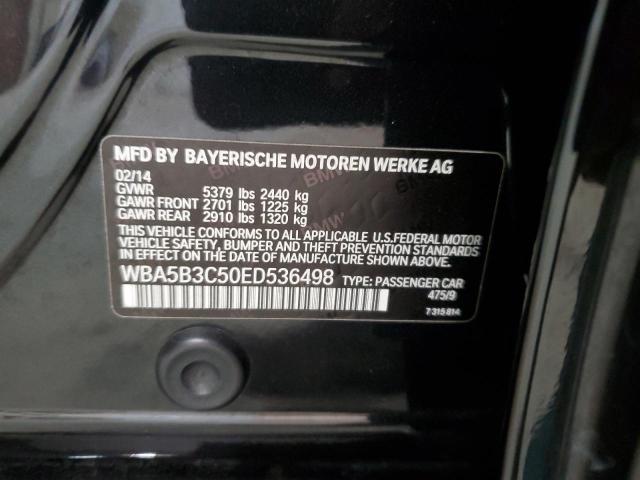 MFD BY BAYERISCHE MOTOREN WERKE AG
02/14
GVWR 5379 lbs 2440 kg
GAWR FRONT 2701 lbs 1225 kg
GAWR REAR 2910 lbs 1320 kg
THIS VEHICLE CONFORMS TO ALL APPLICABLE U.S.FEDERAL MOTOR
VEHICLE SAFETY, BUMPER AND THEFT PREVENTION STANDARDS
IN EFFECT ON THE DATE OF MANUFACTURE SHOWN ABOVE.
WBA5B3C50ED536498 TYPE: PASSENGER CAR
475/9
7 315 814